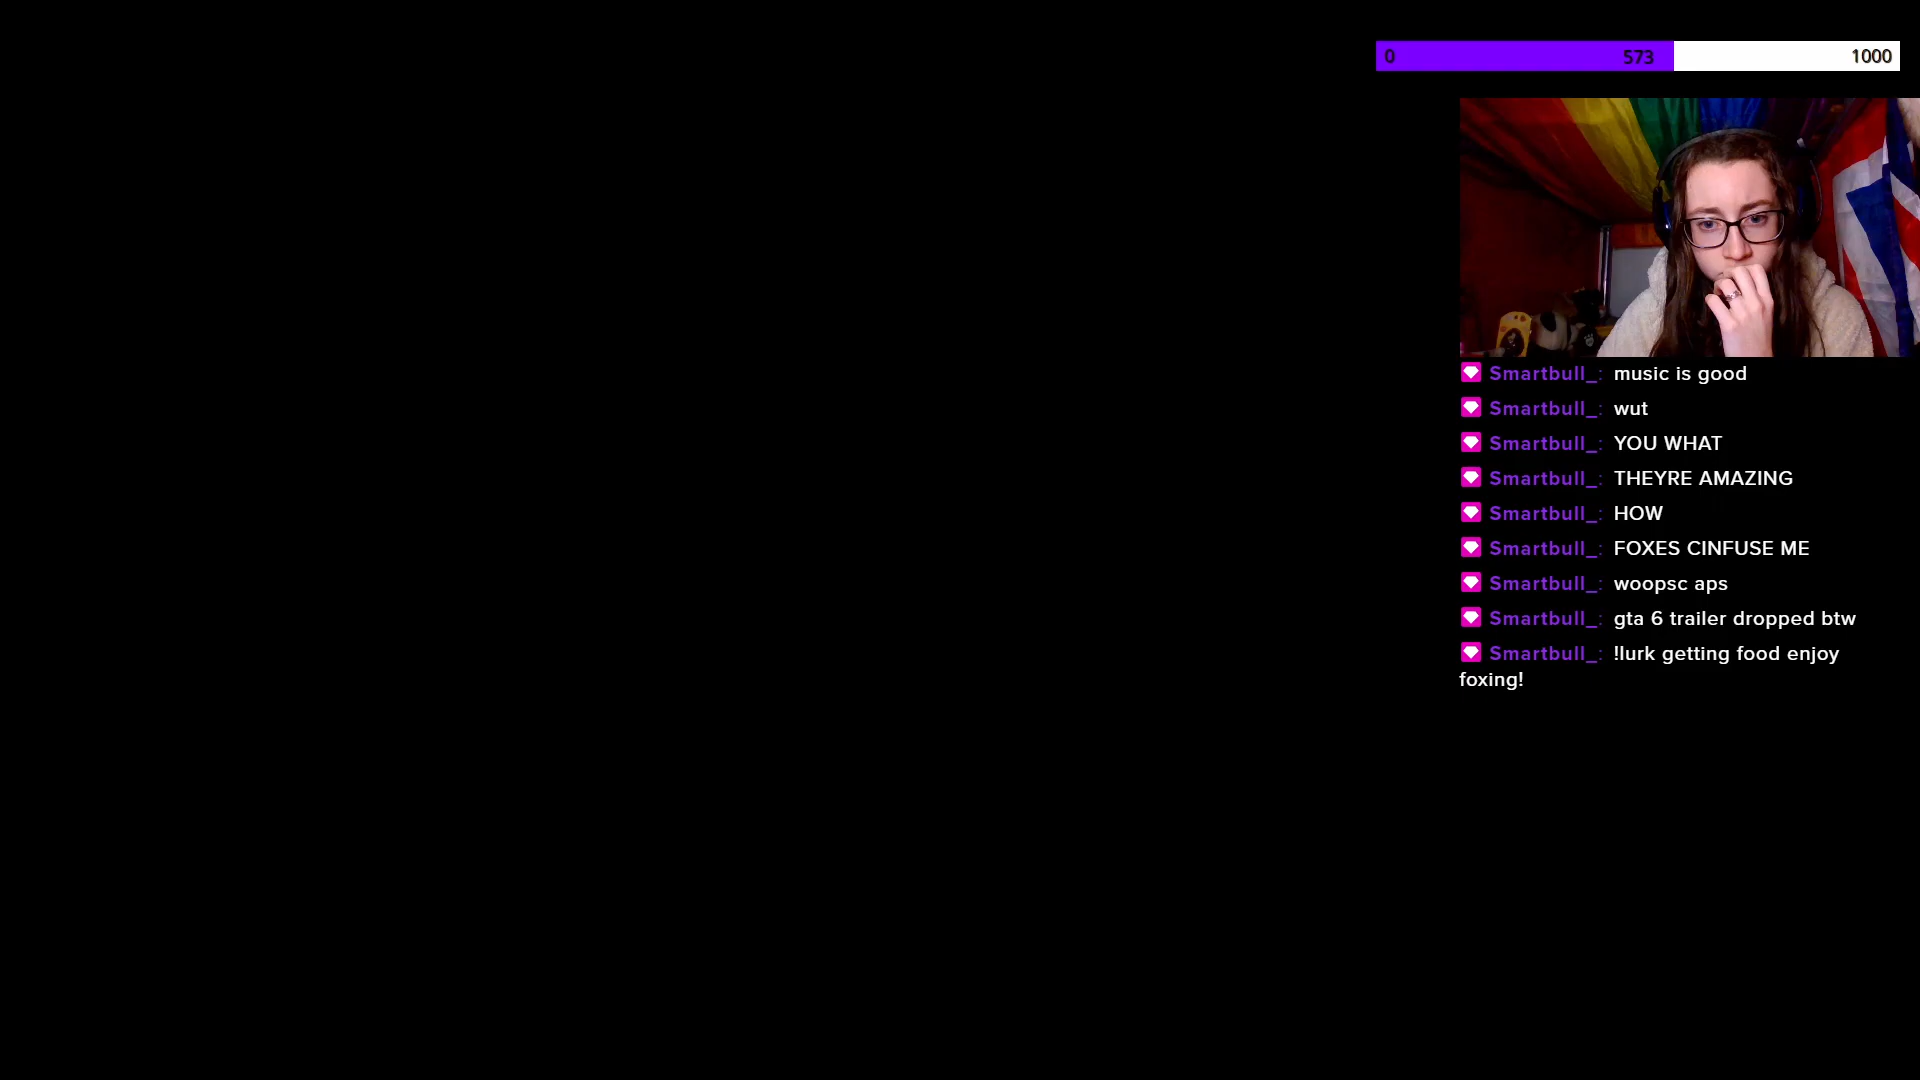 0 573 1000
Smartbull_: music is good
Smartbull_: wut
Smartbull_: YOU WHAT
Smartbull_: THEYRE AMAZING
Smartbull_: HOW
Smartbull_: FOXES CINFUSE ME
Smartbull_: woopsc aps
Smartbull_: gta 6 trailer dropped btw
Smartbull_: !lurk getting food enjoy
foxing!